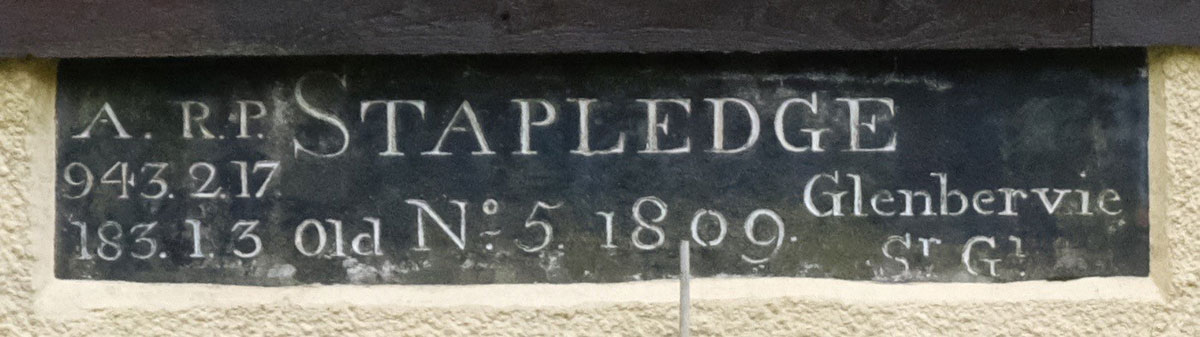 A. R.P. STAPLEDGE
943.2.17.
183.1.3 Old Nº: 5. 1809.
Glenbervie
Sr Gl.